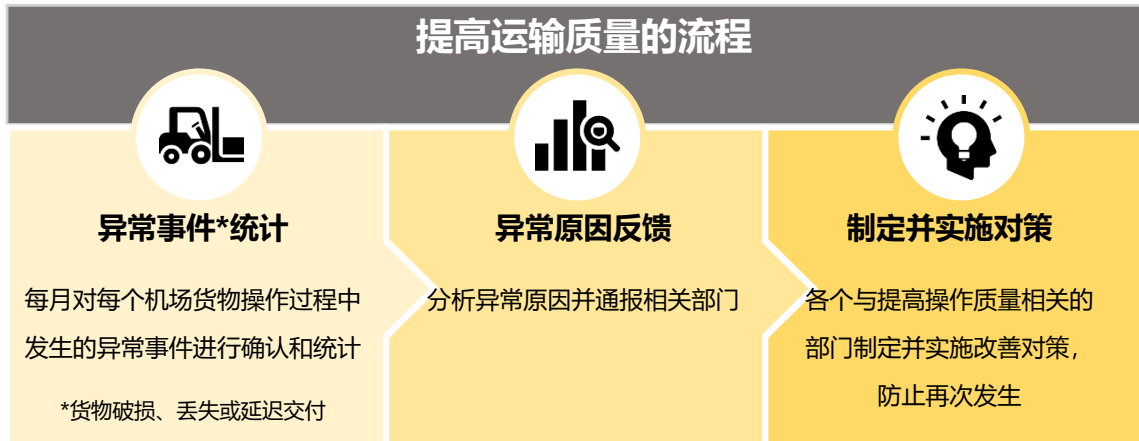 提高运输质量的流程
异常事件*统计
每月对每个机场货物操作过程中
发生的异常事件进行确认和统计
*货物破损、丢失或延迟交付
异常原因反馈
分析异常原因并通报相关部门
制定并实施对策
各个与提高操作质量相关的
部门制定并实施改善对策，
防止再次发生